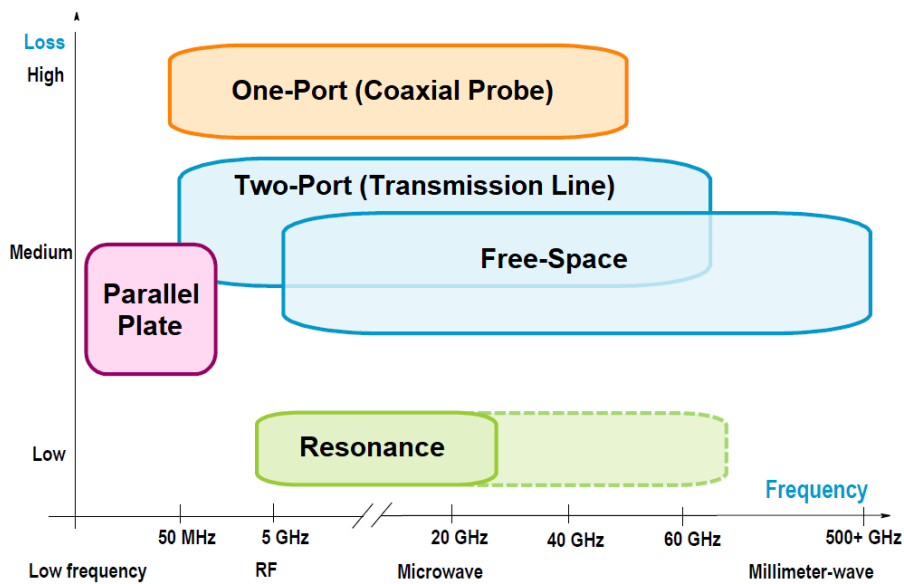 Loss
High
One-Port (Coaxial Probe)
Two-Port (Transmission Line)
Medium
Free-Space
Parallel
Plate
Resonance
Low
Frequency
50 MHz
5 GHz
20 GHz
40 GHz
60 GHz
500+ GHz
Low frequency
RF
Microwave
Millimeter-wave